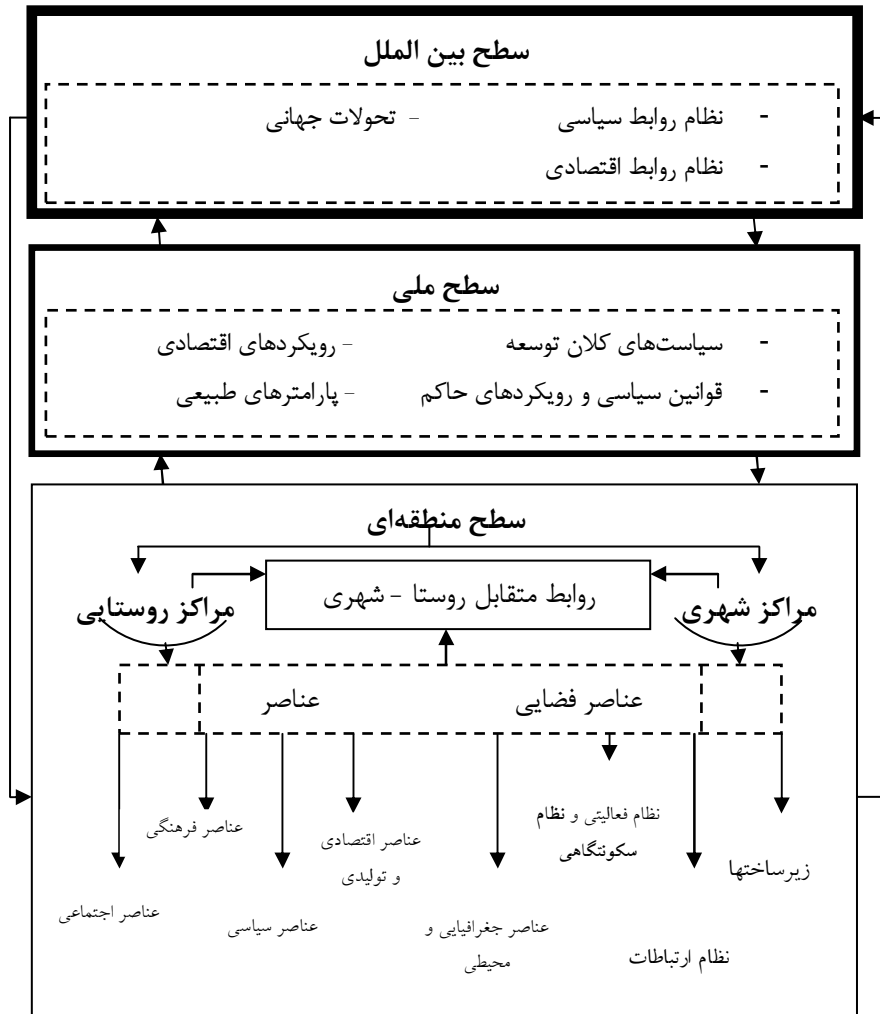 سطح بین الملل
- نظام روابط سیاسی – تحولات جهانی
- نظام روابط اقتصادی
سطح ملی
- سیاست‌های کلان توسعه – رویکردهای اقتصادی
- قوانین سیاسی و رویکردهای حاکم – پارامترهای طبیعی
سطح منطقه‌ای
مراکز شهری
روابط متقابل روستا – شهری
مراکز روستایی
عناصر فضایی
عناصر
زیرساختها
نظام ارتباطات
نظام فعالیتی و نظام
سکونتگاهی
عناصر جغرافیایی و
محیطی
عناصر اقتصادی
و تولیدی
عناصر سیاسی
عناصر فرهنگی
عناصر اجتماعی